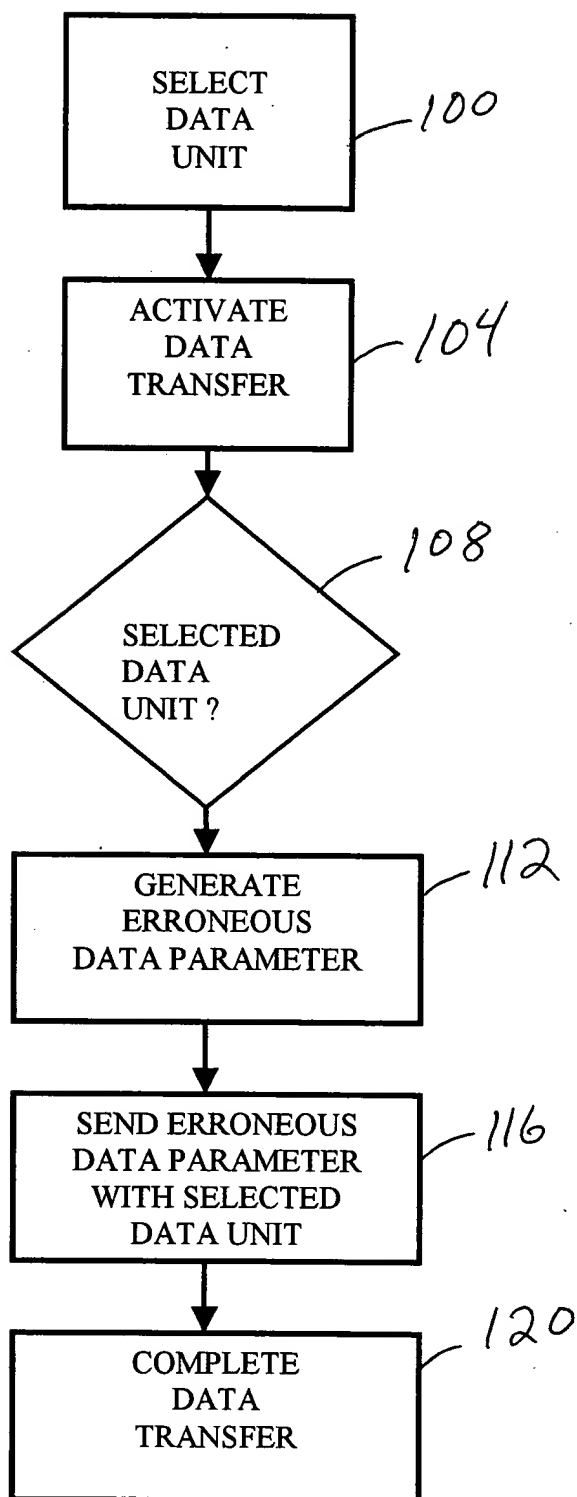 SELECT
DATA
UNIT
100
ACTIVATE
DATA
TRANSFER
104
108
SELECTED
DATA
UNIT ?
112
GENERATE
ERRONEOUS
DATA PARAMETER
SEND ERRONEOUS
DATA PARAMETER
WITH SELECTED
DATA UNIT
116
120
COMPLETE
DATA
TRANSFER